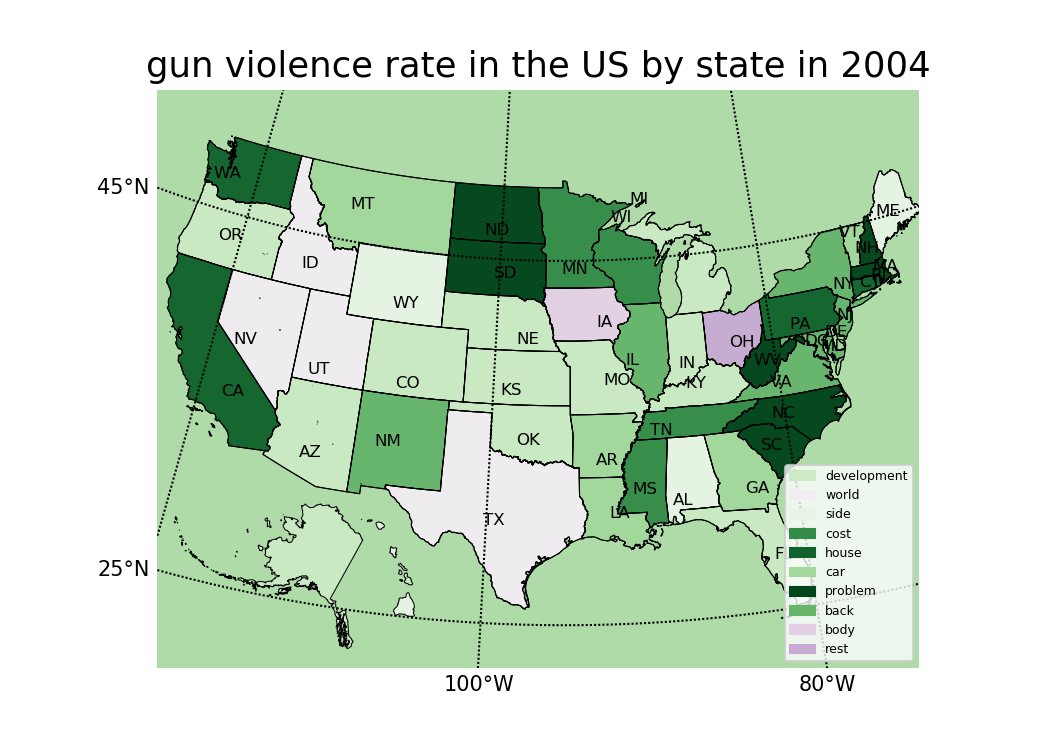 gun violence rate in the US by state in 2004
45°N
25°N
100°W
80°W
WA
OR
CA
NV
ID
MT
WY
UT
AZ
CO
NM
ND
SD
NE
KS
OK
TX
MN
IA
MO
AR
LA
WI
MI
IL
IN
KY
TN
MS
AL
GA
OH
WV
VA
NC
SC
PA
NY
VT
NH
ME
MA
CT
NJ
DC
F
development
world
side
cost
house
car
problem
back
body
rest